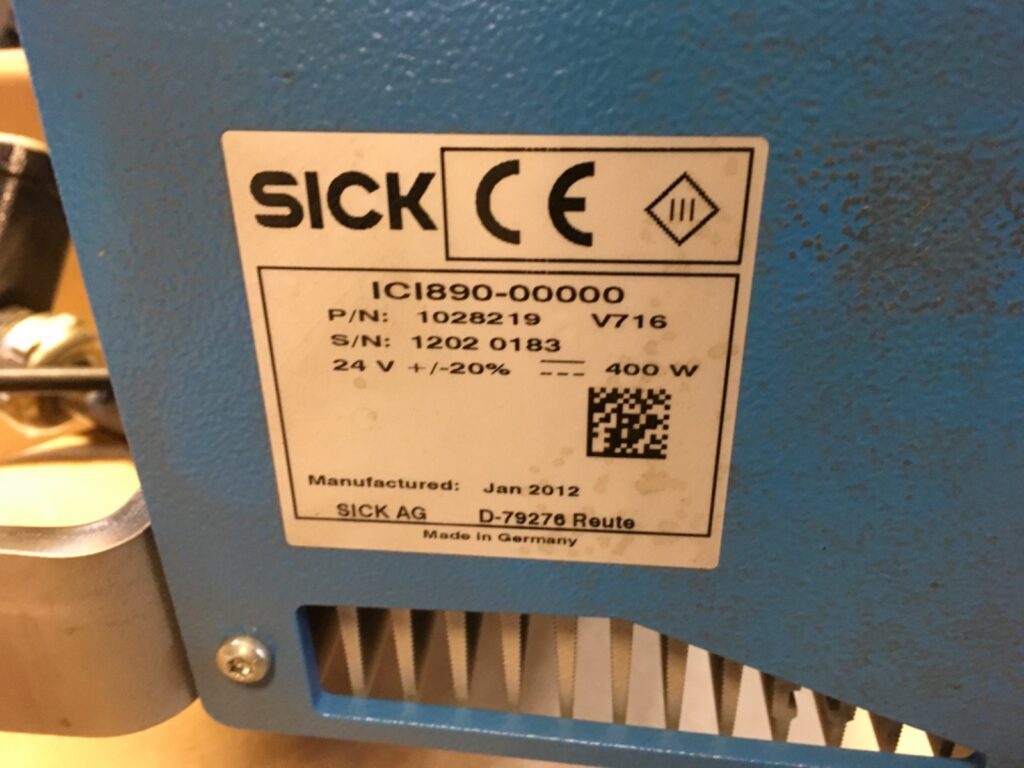 SICK CE III
ICI890-00000
P/N: 1028219 V716
S/N: 1202 0183
24 V +/-20% 400 W
Manufactured: Jan 2012
SICK AG D-79276 Reute
Made in Germany